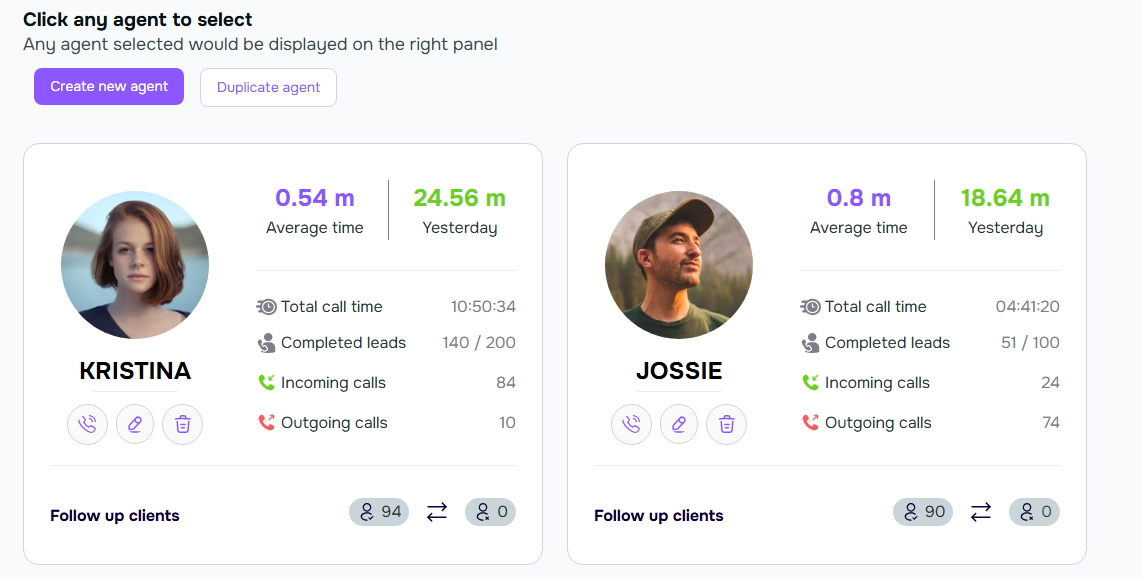 Click any agent to select
Any agent selected would be displayed on the right panel
Create new agent Duplicate agent
0.54 m 24.56 m
Average time Yesterday
Total call time 10:50:34
Completed leads 140 / 200
KRISTINA
Incoming calls 84
Outgoing calls 10
Follow up clients 94 0
0.8 m 18.64 m
Average time Yesterday
Total call time 04:41:20
Completed leads 51 / 100
JOSSIE
Incoming calls 24
Outgoing calls 74
Follow up clients 90 0